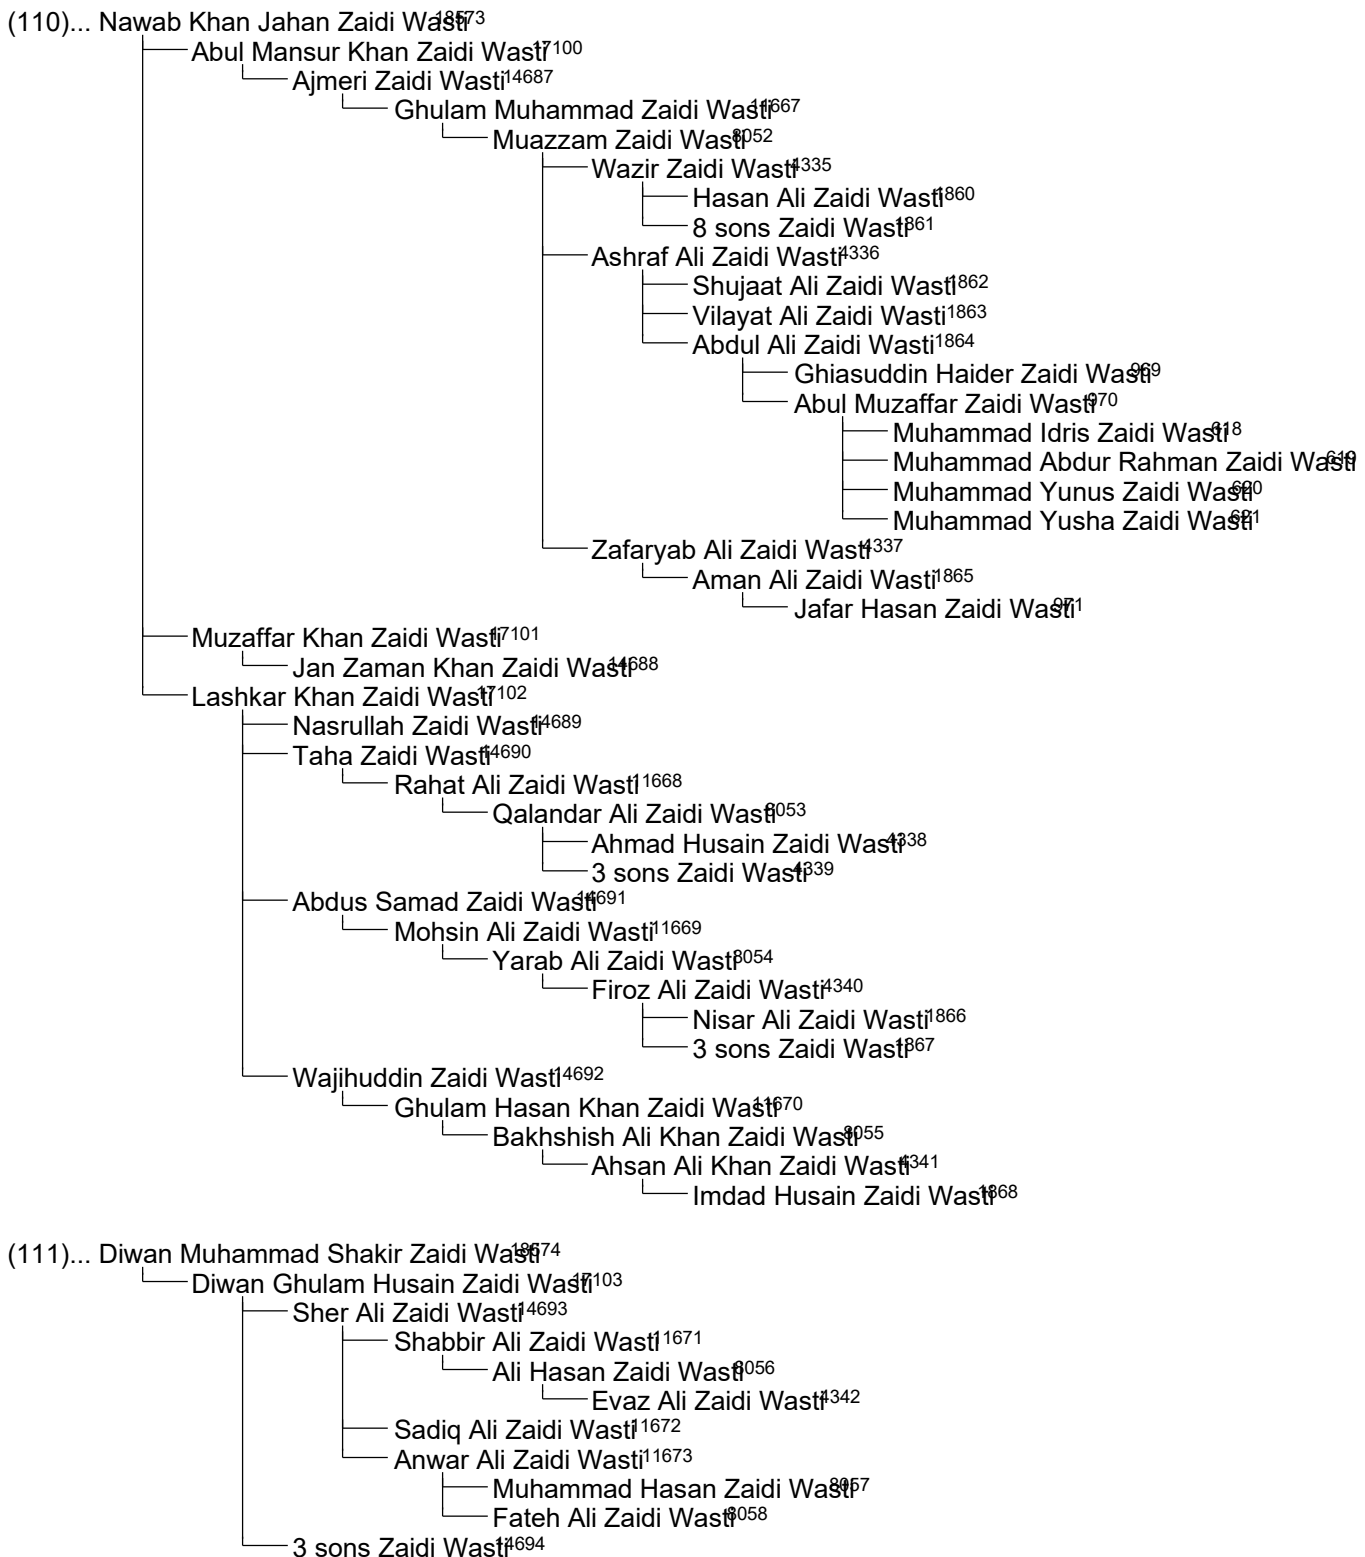 (110)... Nawab Khan Jahan Zaidi Wasti18573
Abul Mansur Khan Zaidi Wasti17100
Ajmeri Zaidi Wasti14687
Ghulam Muhammad Zaidi Wasti11667
Muazzam Zaidi Wasti8052
Wazir Zaidi Wasti4335
Hasan Ali Zaidi Wasti1860
8 sons Zaidi Wasti1861
Ashraf Ali Zaidi Wasti4336
Shujaat Ali Zaidi Wasti1862
Vilayat Ali Zaidi Wasti1863
Abdul Ali Zaidi Wasti1864
Ghiasuddin Haider Zaidi Wasti969
Abul Muzaffar Zaidi Wasti970
Muhammad Idris Zaidi Wasti618
Muhammad Abdur Rahman Zaidi Wasti619
Muhammad Yunus Zaidi Wasti620
Muhammad Yusha Zaidi Wasti621
Zafaryab Ali Zaidi Wasti4337
Aman Ali Zaidi Wasti1865
Jafar Hasan Zaidi Wasti971
Muzaffar Khan Zaidi Wasti17101
Jan Zaman Khan Zaidi Wasti14688
Lashkar Khan Zaidi Wasti17102
Nasrullah Zaidi Wasti14689
Taha Zaidi Wasti14690
Rahat Ali Zaidi Wasti11668
Qalandar Ali Zaidi Wasti8053
Ahmad Husain Zaidi Wasti4338
3 sons Zaidi Wasti4339
Abdus Samad Zaidi Wasti14691
Mohsin Ali Zaidi Wasti11669
Yarab Ali Zaidi Wasti8054
Firoz Ali Zaidi Wasti4340
Nisar Ali Zaidi Wasti1866
3 sons Zaidi Wasti1867
Wajihuddin Zaidi Wasti14692
Ghulam Hasan Khan Zaidi Wasti11670
Bakhshish Ali Khan Zaidi Wasti8055
Ahsan Ali Khan Zaidi Wasti4341
Imdad Husain Zaidi Wasti1868
(111)... Diwan Muhammad Shakir Zaidi Wasti18574
Diwan Ghulam Husain Zaidi Wasti17103
Sher Ali Zaidi Wasti14693
Shabbir Ali Zaidi Wasti11671
Ali Hasan Zaidi Wasti8056
Evaz Ali Zaidi Wasti4342
Sadiq Ali Zaidi Wasti11672
Anwar Ali Zaidi Wasti11673
Muhammad Hasan Zaidi Wasti8057
Fateh Ali Zaidi Wasti8058
3 sons Zaidi Wasti14694